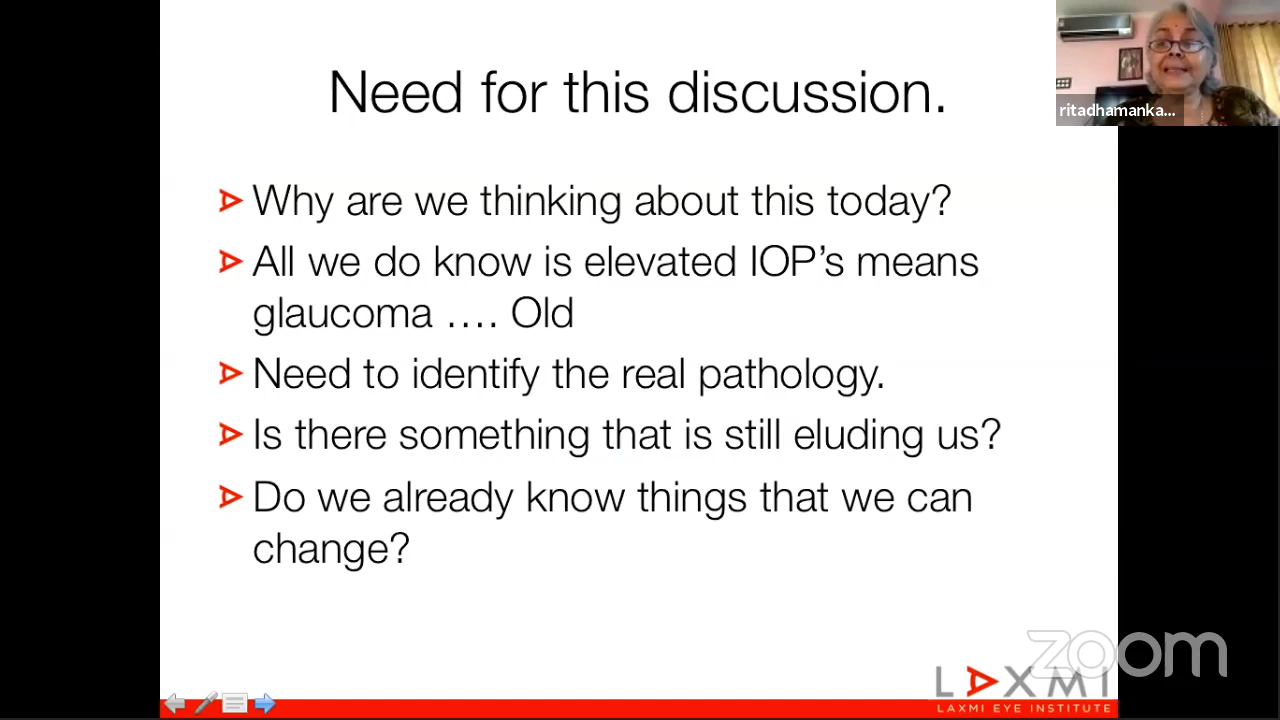 Need for this discussion.
ritadhamanka...
Why are we thinking about this today?
All we do know is elevated IOP's means
glaucoma .... Old
Need to identify the real pathology.
Is there something that is still eluding us?
Do we already know things that we can
change?
zoom
LAXMI
LAXMI EYE INSTITUTE